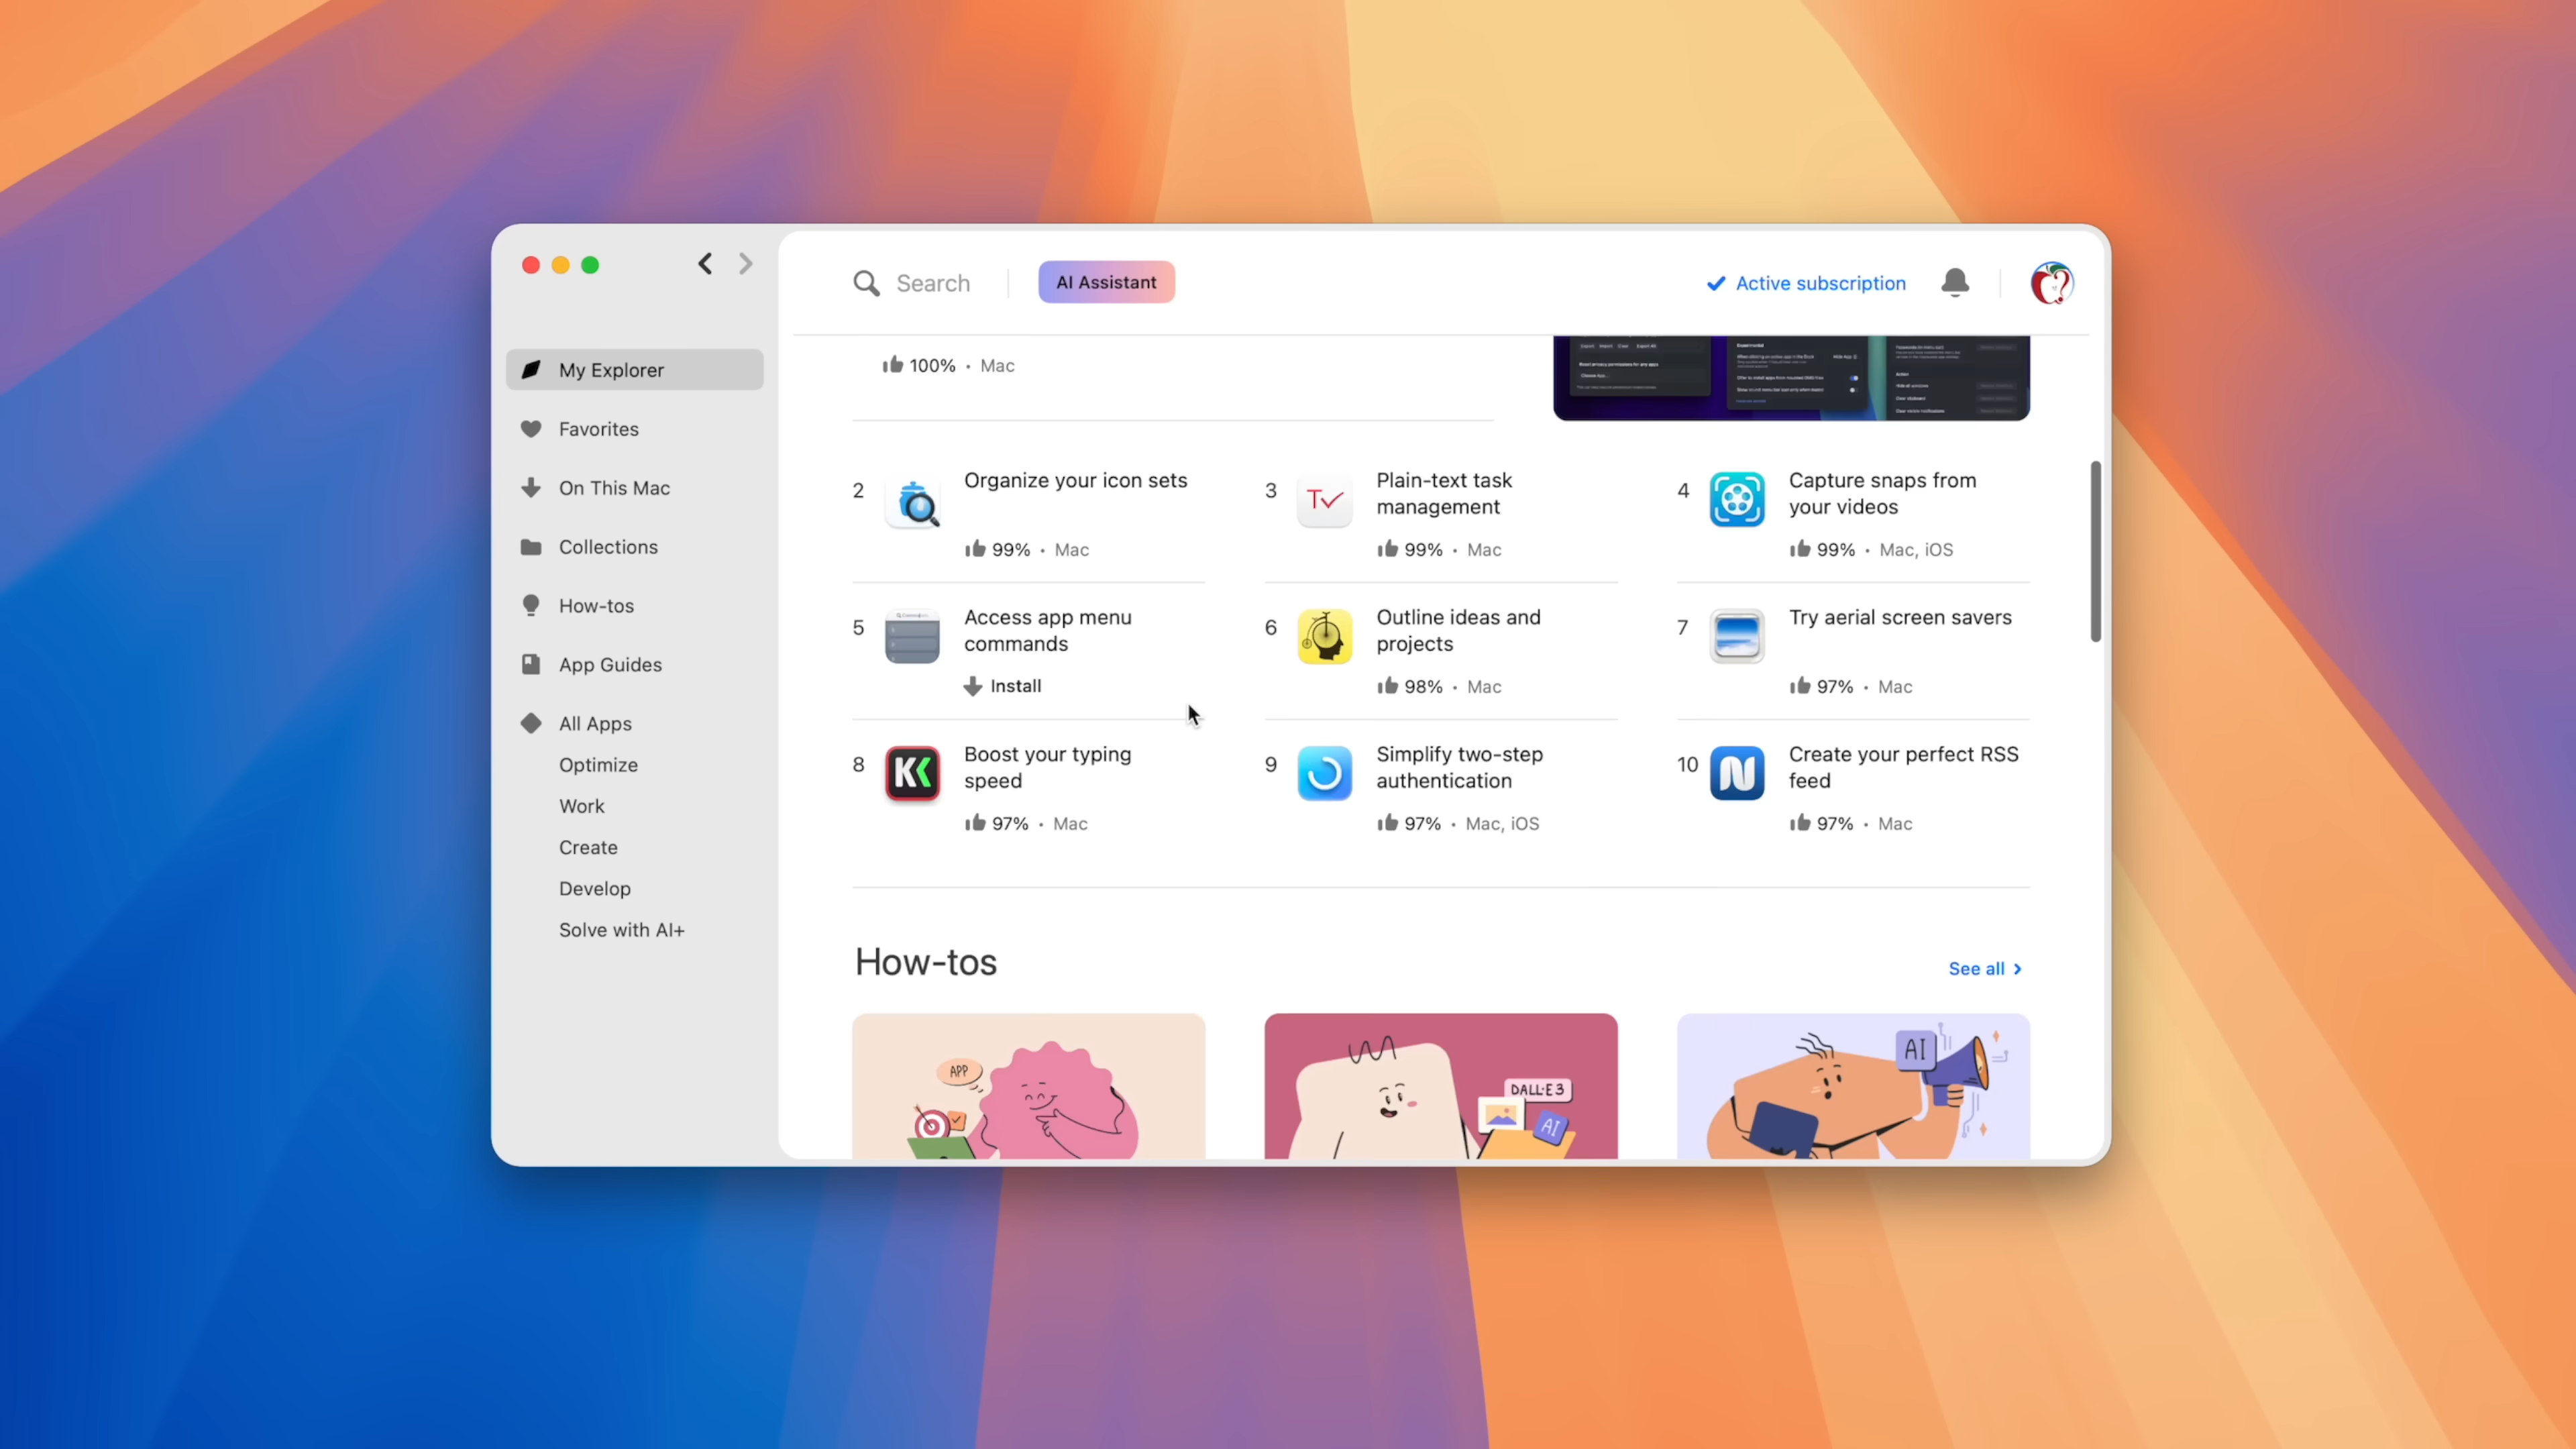 Search
AI Assistant
Active subscription
My Explorer
Favorites
On This Mac
Collections
How-tos
App Guides
All Apps
Optimize
Work
Create
Develop
Solve with AI+
100% • Mac
2
Organize your icon sets
99% • Mac
3
Plain-text task
management
99% • Mac
4
Capture snaps from
your videos
99% • Mac, iOS
5
Access app menu
commands
Install
6
Outline ideas and
projects
98% • Mac
7
Try aerial screen savers
97% • Mac
8
Boost your typing
speed
97% • Mac
9
Simplify two-step
authentication
97% • Mac, iOS
10
Create your perfect RSS
feed
97% • Mac
How-tos
See all
APP
DALL·E 3
AI
AI